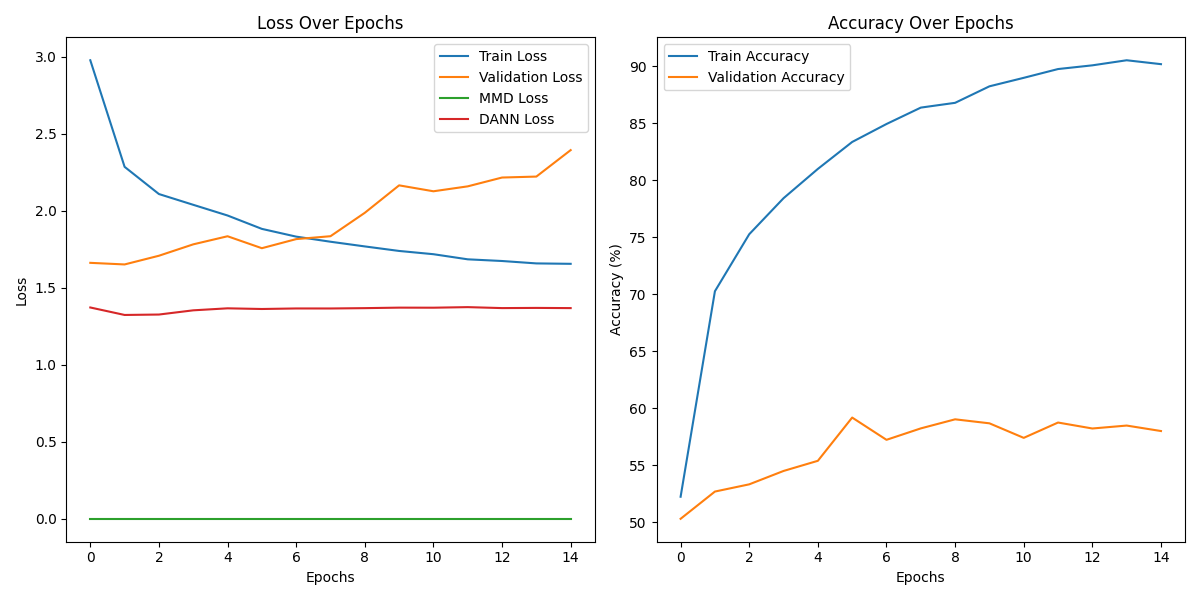 Loss Over Epochs
3.0
2.5
2.0
1.5
1.0
0.5
0.0
Loss
Train Loss
Validation Loss
MMD Loss
DANN Loss
0 2 4 6 8 10 12 14
Epochs
Accuracy Over Epochs
90
85
80
75
70
65
60
55
50
Accuracy (%)
Train Accuracy
Validation Accuracy
0 2 4 6 8 10 12 14
Epochs